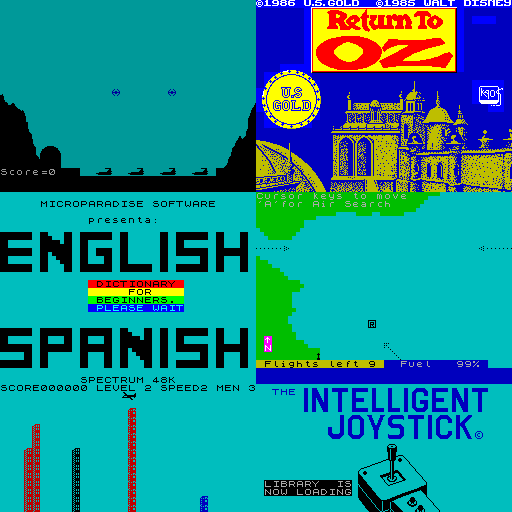 Score=0
©1986 U.S.GOLD ©1985 WALT DISNEY
Return To
OZ
U.S
GOLD
MICROPARADISE SOFTWARE
presenta:
ENGLISH
DICTIONARY
FOR
BEGINNERS.
PLEASE WAIT
SPANISH
SPECTRUM 48K
Cursor keys to move
'A'for Air Search
R
N
Flights left 9 Fuel 99%
SCORE000000 LEVEL 2 SPEED2 MEN 3
THE INTELLIGENT
JOYSTICK©
LIBRARY IS
NOW LOADING